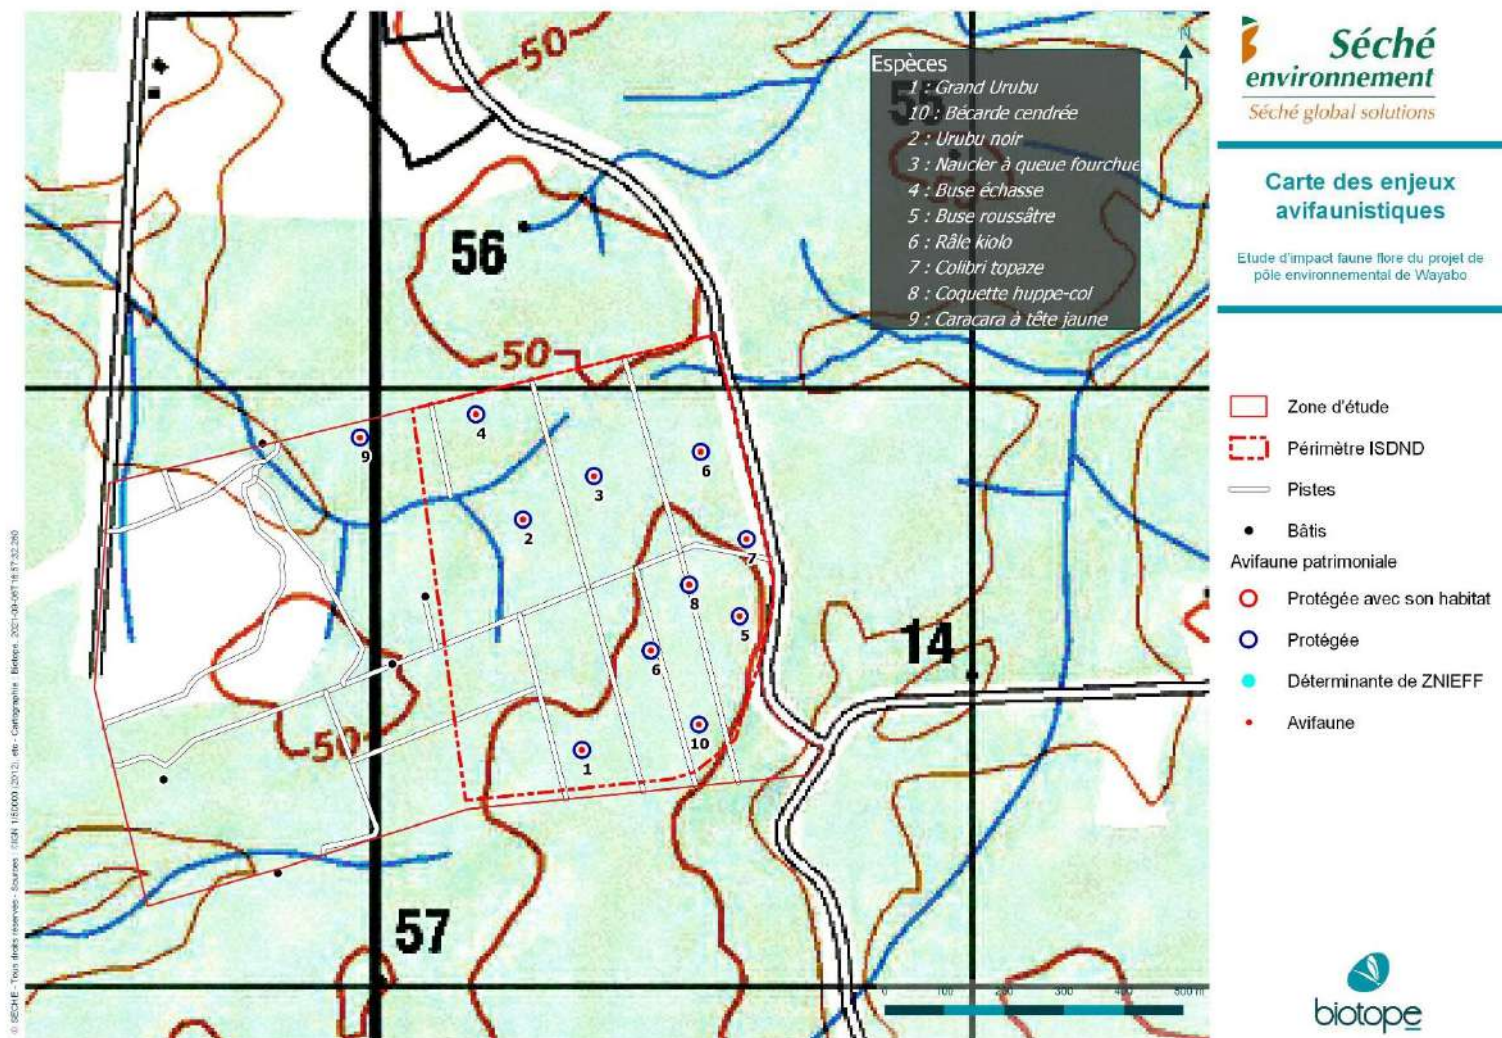 Séché
environnement
Séché global solutions
Carte des enjeux
avifaunistiques
Etude d'impact faune flore du projet de
pôle environnemental de Wayabo
Zone d'étude
Périmètre ISDND
Pistes
Bâtis
Avifaune patrimoniale
Protégée avec son habitat
Protégée
Déterminante de ZNIEFF
Avifaune
biotope
N
Espèces
1 : Grand Urubu
10 : Bécarde cendrée
2 : Urubu noir
3 : Naucler à queue fourchue
4 : Buse échasse
5 : Buse roussâtre
6 : Râle kiolo
7 : Colibri topaze
8 : Coquette huppe-col
9 : Caracara à tête jaune
50
56
50
4
9
6
3
2
7
8
5
6
14
50
10
1
57
0 100 200 300 400 500 m